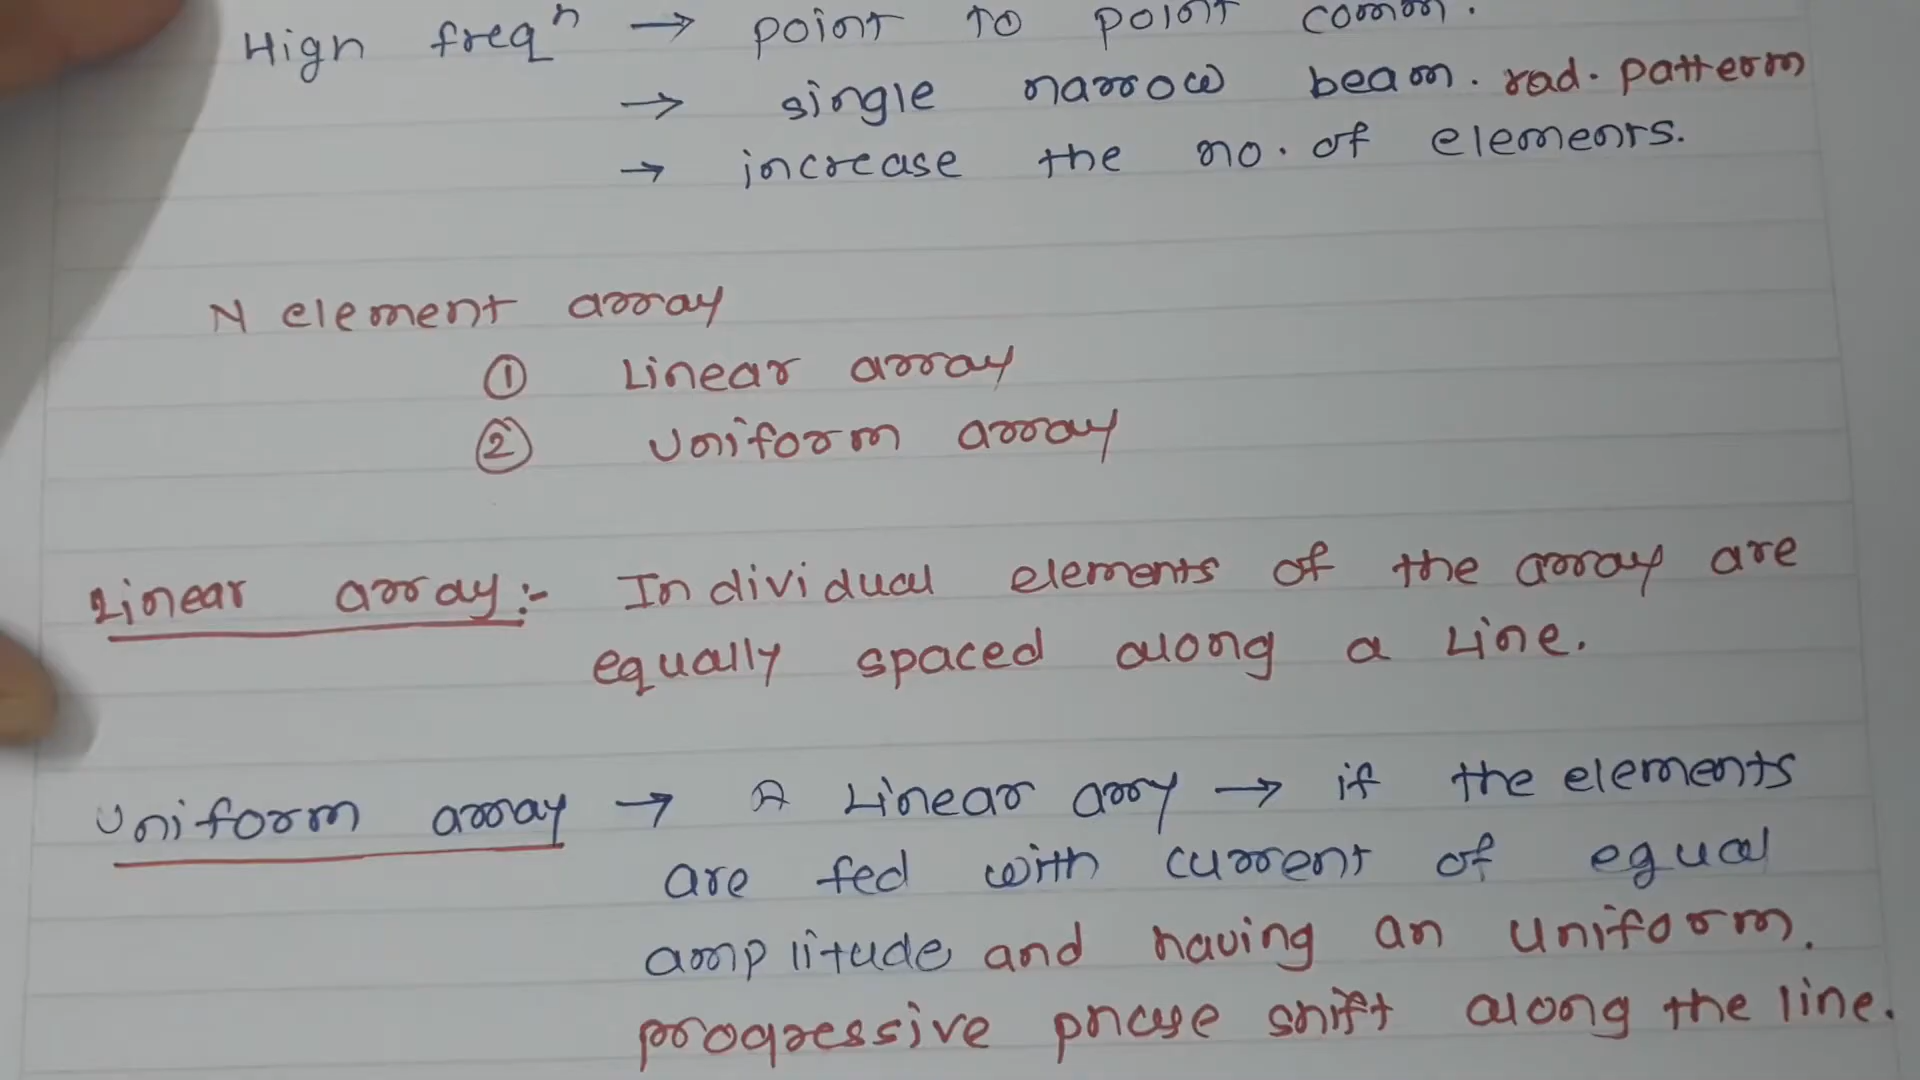 High freqⁿ → point to point comm.
→ single narrow beam. rad. pattern
→ increase the no. of elements.
N element array
① Linear array
② Uniform array
Linear array:- Individual elements of the array are
equally spaced along a Line.
Uniform array → A Linear arry → if the elements
are fed with current of equal
amplitude and having an uniform.
progressive phase shift along the line.